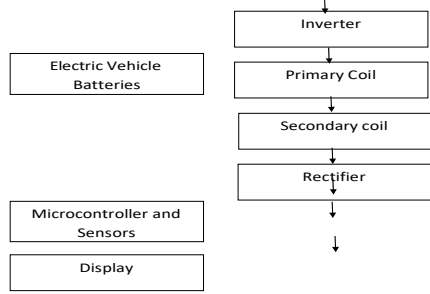 Inverter
Electric Vehicle
Batteries
Primary Coil
Secondary coil
Rectifier
Microcontroller and
Sensors
Display